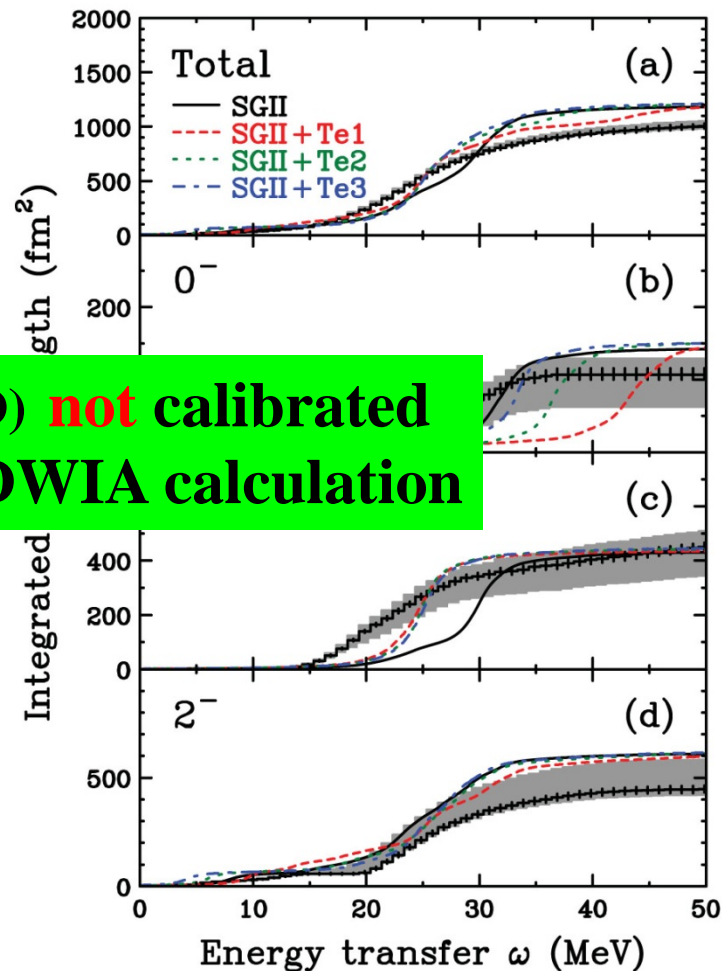 2000
1500
1000
500
0
Total
(a)
SGII
SGII+Te1
SGII+Te2
SGII+Te3
0⁻
(b)
200
not calibrated
DWIA calculation
(c)
400
200
0
2⁻
(d)
500
0
0 10 20 30 40 50
Energy transfer ω (MeV)
Integrated
(fm²)